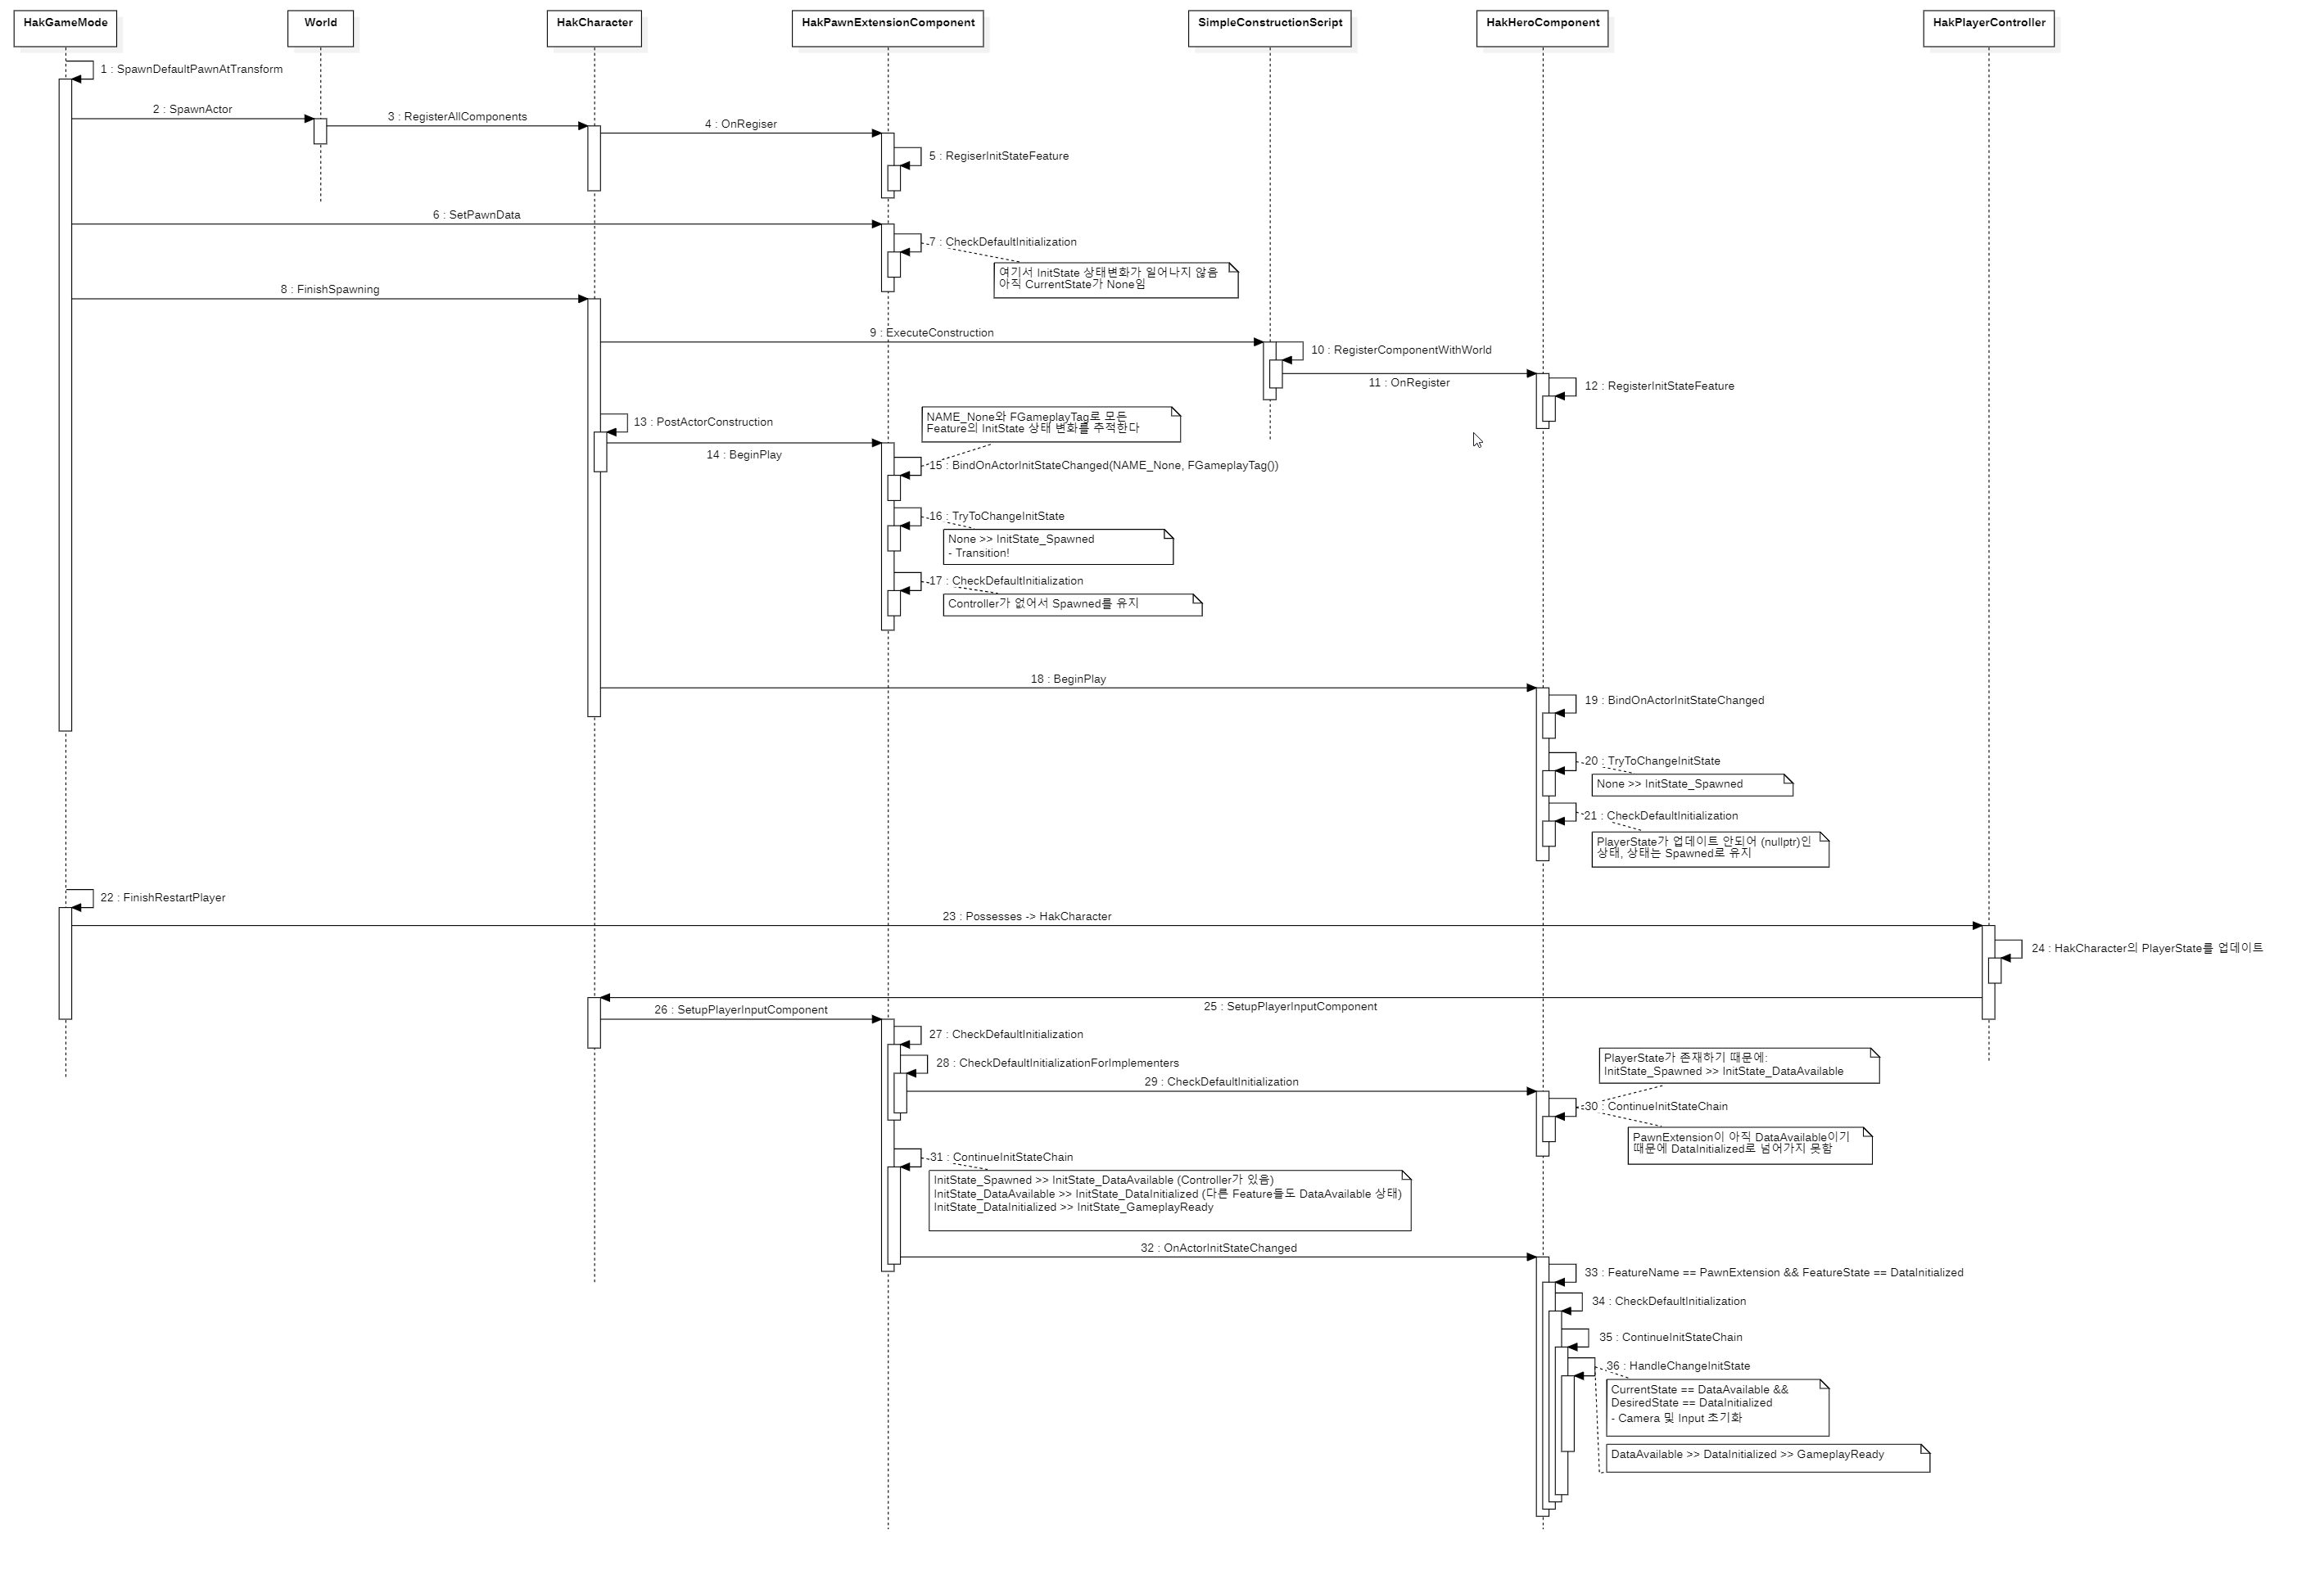 HakGameMode
World
HakCharacter
HakPawnExtensionComponent
SimpleConstructionScript
HakHeroComponent
HakPlayerController
1 : SpawnDefaultPawnAtTransform
2 : SpawnActor
3 : RegisterAllComponents
4 : OnRegiser
5 : RegiserInitStateFeature
6 : SetPawnData
7 : CheckDefaultInitialization
여기서 InitState 상태변화가 일어나지 않음
아직 CurrentState가 None임
8 : FinishSpawning
9 : ExecuteConstruction
10 : RegisterComponentWithWorld
11 : OnRegister
12 : RegisterInitStateFeature
NAME_None와 FGameplayTag로 모든
Feature의 InitState 상태 변화를 추적한다
13 : PostActorConstruction
14 : BeginPlay
15 : BindOnActorInitStateChanged(NAME_None, FGameplayTag())
16 : TryToChangeInitState
None >> InitState_Spawned
- Transition!
17 : CheckDefaultInitialization
Controller가 없어서 Spawned를 유지
18 : BeginPlay
19 : BindOnActorInitStateChanged
20 : TryToChangeInitState
None >> InitState_Spawned
21 : CheckDefaultInitialization
PlayerState가 업데이트 안되어 (nullptr)인
상태, 상태는 Spawned로 유지
22 : FinishRestartPlayer
23 : Possesses -> HakCharacter
24 : HakCharacter의 PlayerState를 업데이트
25 : SetupPlayerInputComponent
26 : SetupPlayerInputComponent
27 : CheckDefaultInitialization
28 : CheckDefaultInitializationForImplementers
29 : CheckDefaultInitialization
PlayerState가 존재하기 때문에:
InitState_Spawned >> InitState_DataAvailable
30 : ContinueInitStateChain
PawnExtension이 아직 DataAvailable이기
때문에 DataInitialized로 넘어가지 못함
31 : ContinueInitStateChain
InitState_Spawned >> InitState_DataAvailable (Controller가 있음)
InitState_DataAvailable >> InitState_DataInitialized (다른 Feature들도 DataAvailable 상태)
InitState_DataInitialized >> InitState_GameplayReady
32 : OnActorInitStateChanged
33 : FeatureName == PawnExtension && FeatureState == DataInitialized
34 : CheckDefaultInitialization
35 : ContinueInitStateChain
36 : HandleChangeInitState
CurrentState == DataAvailable &&
DesiredState == DataInitialized
- Camera 및 Input 초기화
DataAvailable >> DataInitialized >> GameplayReady